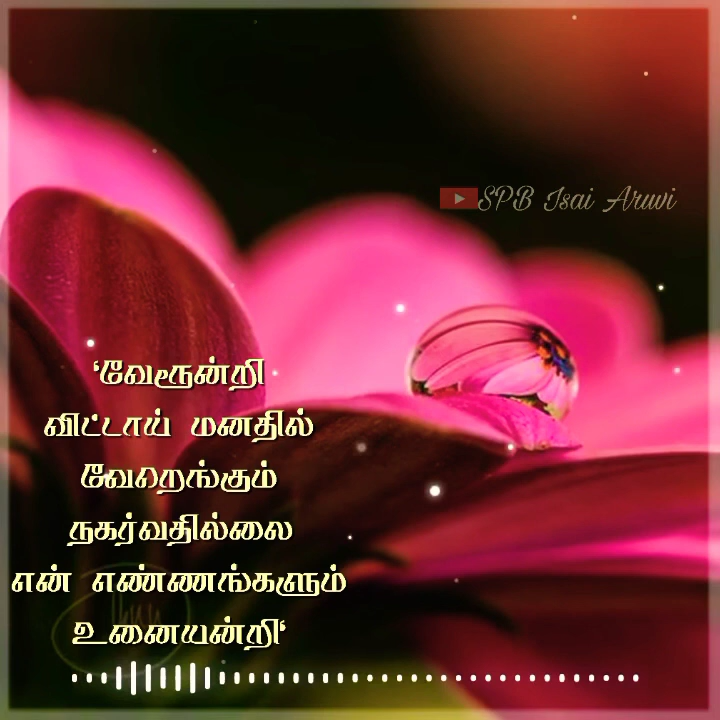 SPB Isai Aruvi
‘வேரூன்றி
விட்டாய் மனதில்
வேறெங்கும்
நகர்வதில்லை
என் எண்ணங்களும்
உனையன்றி‘